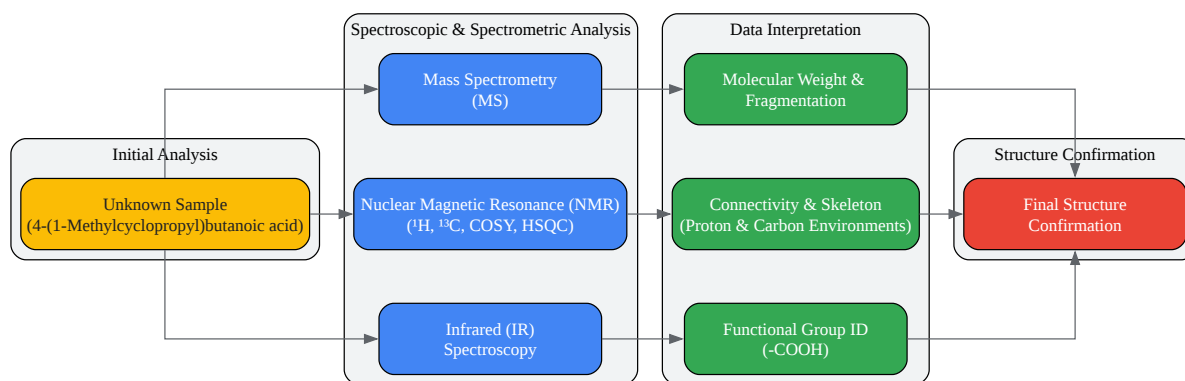 Spectroscopic & Spectrometric Analysis
Data Interpretation
Mass Spectrometry
(MS)
Molecular Weight &
Fragmentation
Initial Analysis
Structure Confirmation
Unknown Sample
(4-(1-Methylcyclopropyl)butanoic acid)
Nuclear Magnetic Resonance (NMR)
(¹H, ¹³C, COSY, HSQC)
Connectivity & Skeleton
(Proton & Carbon Environments)
Final Structure
Confirmation
Infrared (IR)
Spectroscopy
Functional Group ID
(-COOH)